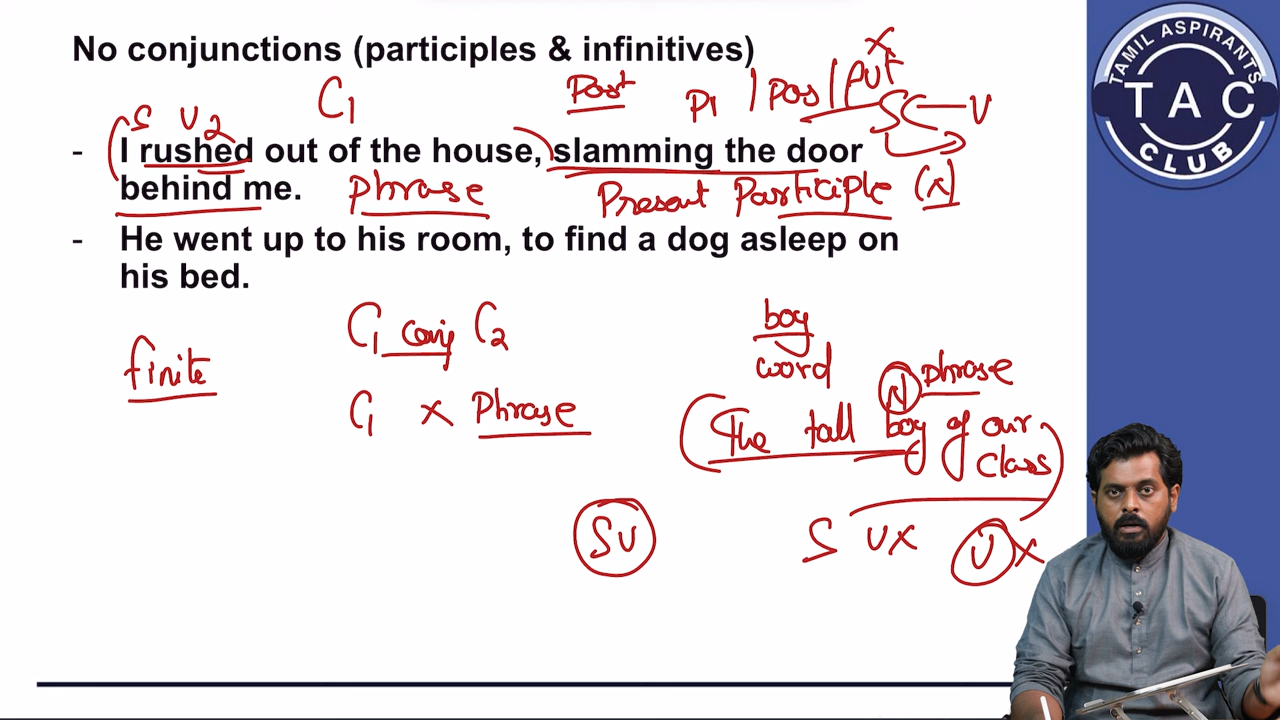 No conjunctions (participles & infinitives)
x
C1 Past P1 / pas / put SC V
S V2
- I rushed out of the house, slamming the door
behind me. phrase Present Participle (x)
- He went up to his room, to find a dog asleep on
his bed.
C1 conj C2 boy
finite word
N phrase
C1 x Phrase (The tall boy of our
class)
SV S V x V x
TAMIL ASPIRANTS
TAC
CLUB